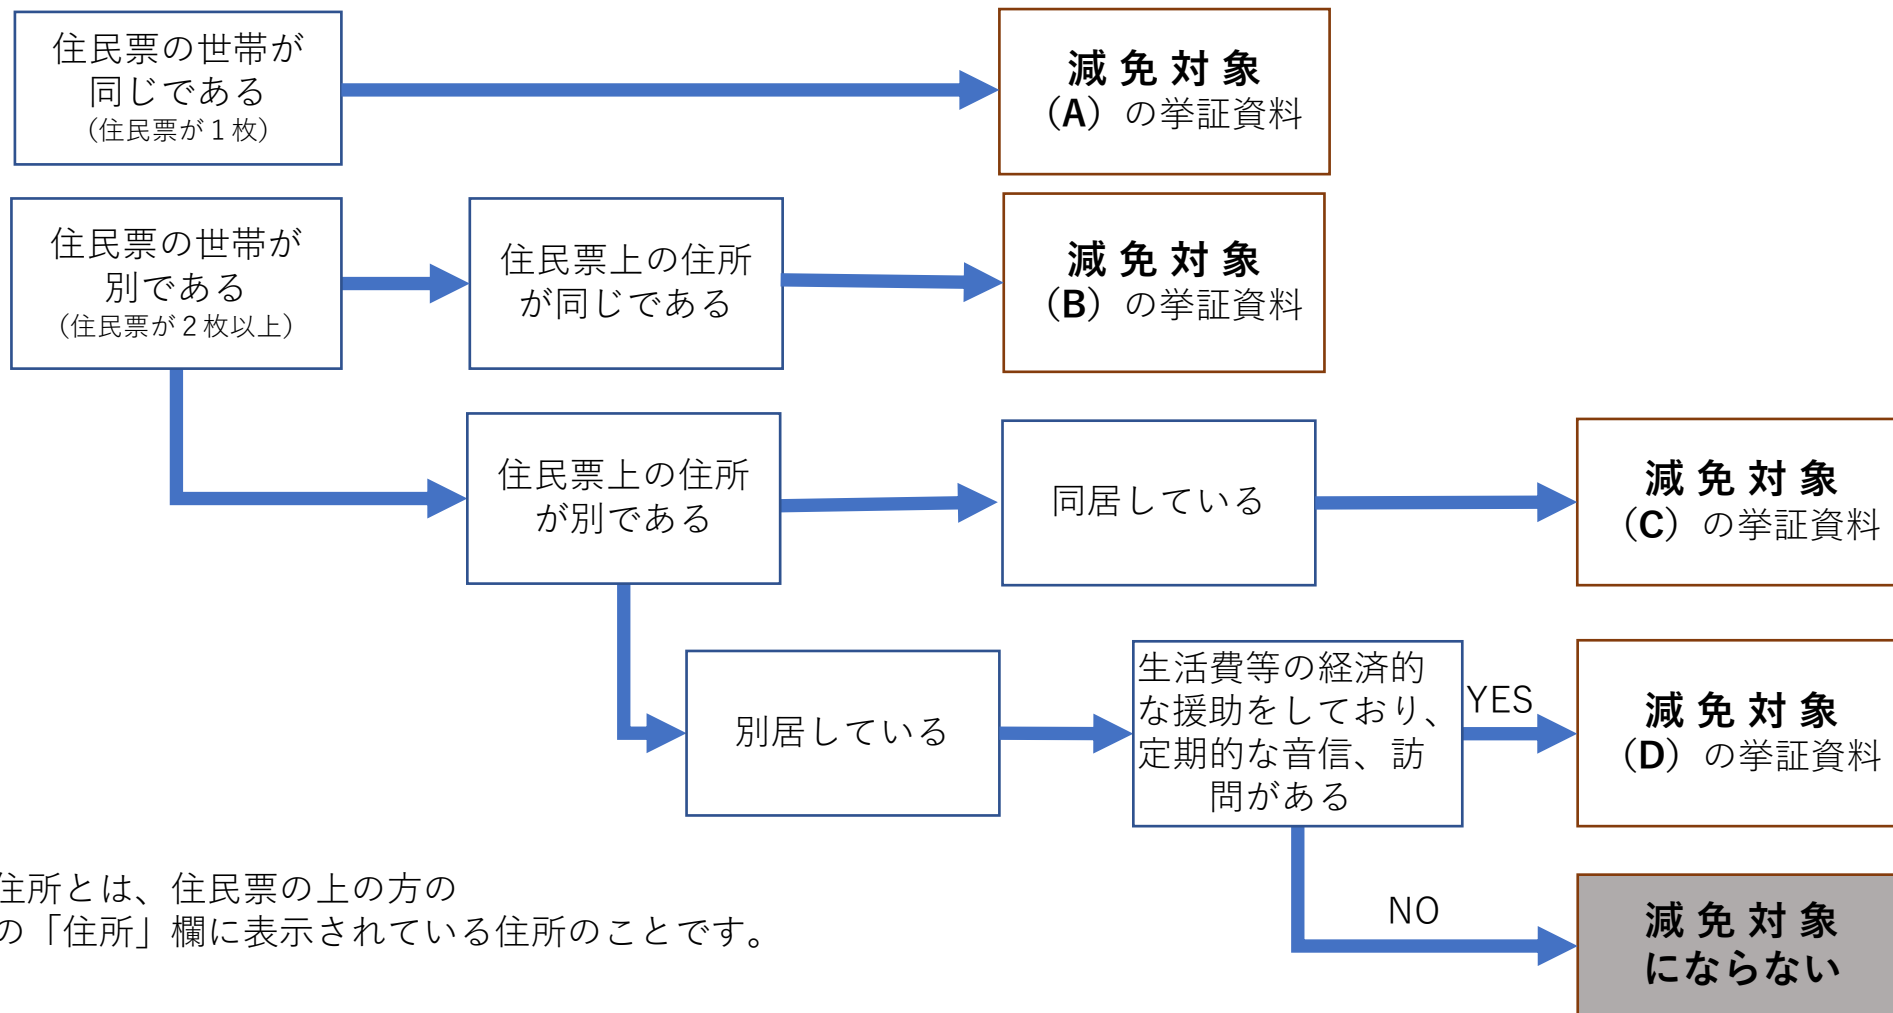 住民票の世帯が
同じである
（住民票が１枚）
減 免 対 象
（A）の挙証資料
住民票の世帯が
別である
（住民票が２枚以上）
住民票上の住所
が同じである
減 免 対 象
（B）の挙証資料
住民票上の住所
が別である
同居している
減 免 対 象
（C）の挙証資料
別居している
生活費等の経済的
な援助をしており、
定期的な音信、訪
問がある
YES
減 免 対 象
（D）の挙証資料
NO
減 免 対 象
にならない
住所とは、住民票の上の方の
の「住所」欄に表示されている住所のことです。